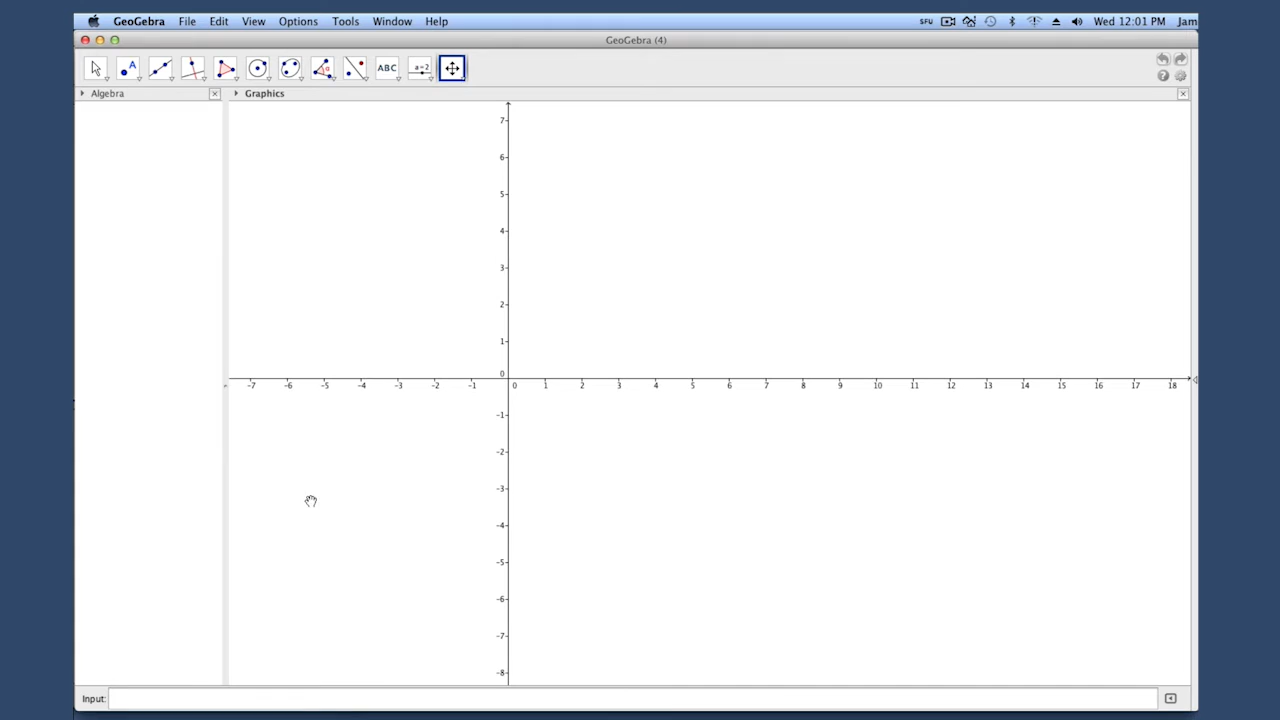 GeoGebra File Edit View Options Tools Window Help SFU Wed 12:01 PM Jam
GeoGebra (4)
A ABC a=2 ?
Algebra Graphics
7
6
5
4
3
2
1
0
-7 -6 -5 -4 -3 -2 -1 0 1 2 3 4 5 6 7 8 9 10 11 12 13 14 15 16 17 18
-1
-2
-3
-4
-5
-6
-7
-8
Input: